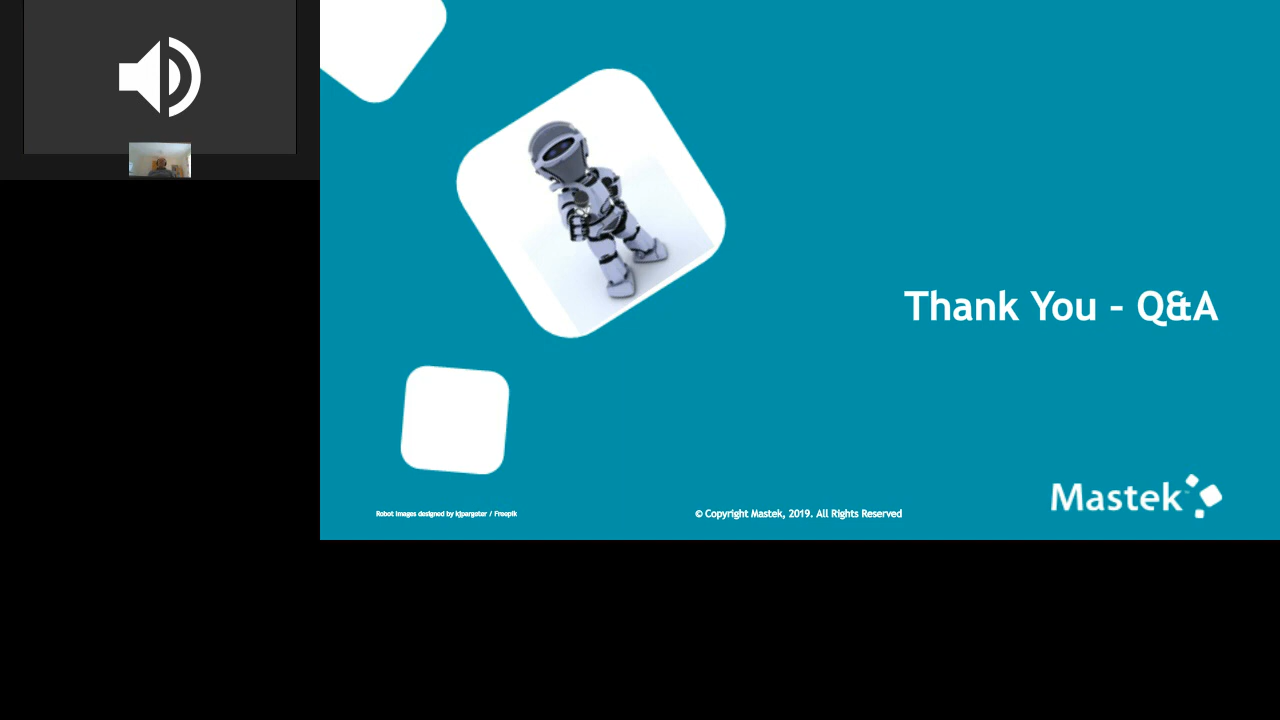 Thank You - Q&A
Mastek
Robot images designed by kjpargeter / Freepik
© Copyright Mastek, 2019. All Rights Reserved